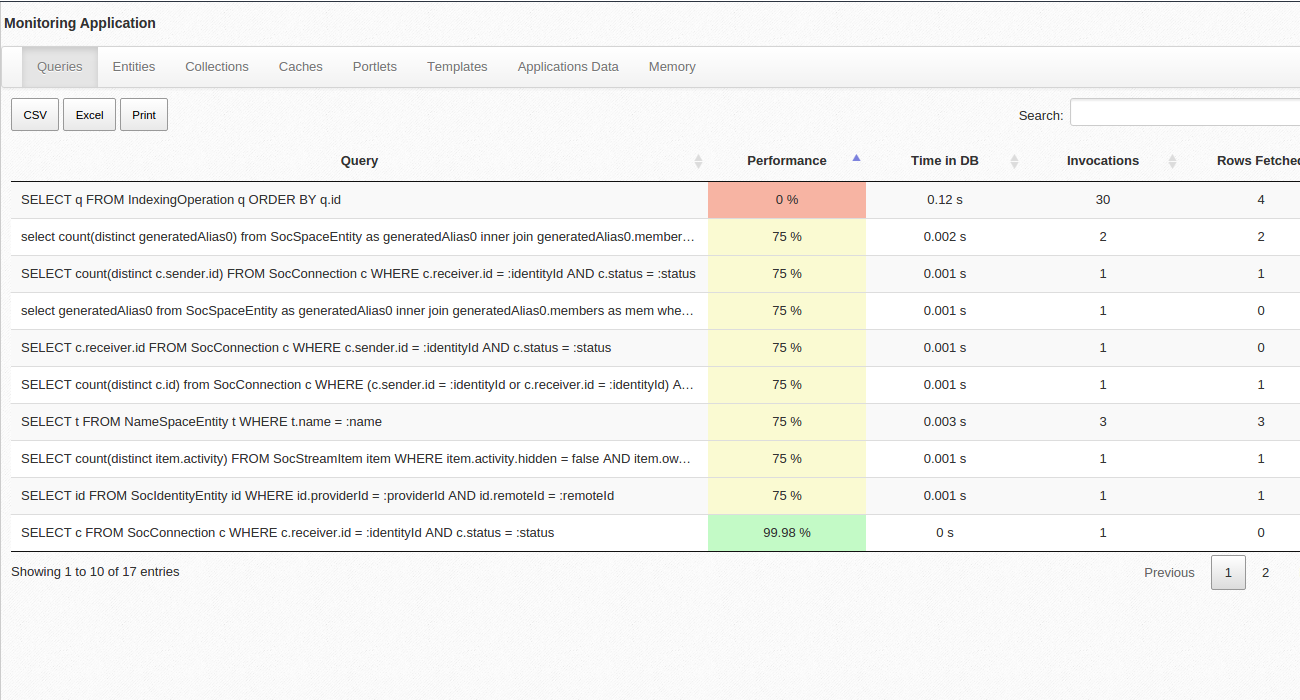 Monitoring Application
Queries Entities Collections Caches Portlets Templates Applications Data Memory
CSV Excel Print Search:
Query Performance Time in DB Invocations Rows Fetched
SELECT q FROM IndexingOperation q ORDER BY q.id 0 % 0.12 s 30 4
select count(distinct generatedAlias0) from SocSpaceEntity as generatedAlias0 inner join generatedAlias0.member… 75 % 0.002 s 2 2
SELECT count(distinct c.sender.id) FROM SocConnection c WHERE c.receiver.id = :identityId AND c.status = :status 75 % 0.001 s 1 1
select generatedAlias0 from SocSpaceEntity as generatedAlias0 inner join generatedAlias0.members as mem whe… 75 % 0.001 s 1 0
SELECT c.receiver.id FROM SocConnection c WHERE c.sender.id = :identityId AND c.status = :status 75 % 0.001 s 1 0
SELECT count(distinct c.id) from SocConnection c WHERE (c.sender.id = :identityId or c.receiver.id = :identityId) A… 75 % 0.001 s 1 1
SELECT t FROM NameSpaceEntity t WHERE t.name = :name 75 % 0.003 s 3 3
SELECT count(distinct item.activity) FROM SocStreamItem item WHERE item.activity.hidden = false AND item.ow… 75 % 0.001 s 1 1
SELECT id FROM SocIdentityEntity id WHERE id.providerId = :providerId AND id.remoteId = :remoteId 75 % 0.001 s 1 1
SELECT c FROM SocConnection c WHERE c.receiver.id = :identityId AND c.status = :status 99.98 % 0 s 1 0
Showing 1 to 10 of 17 entries Previous 1 2